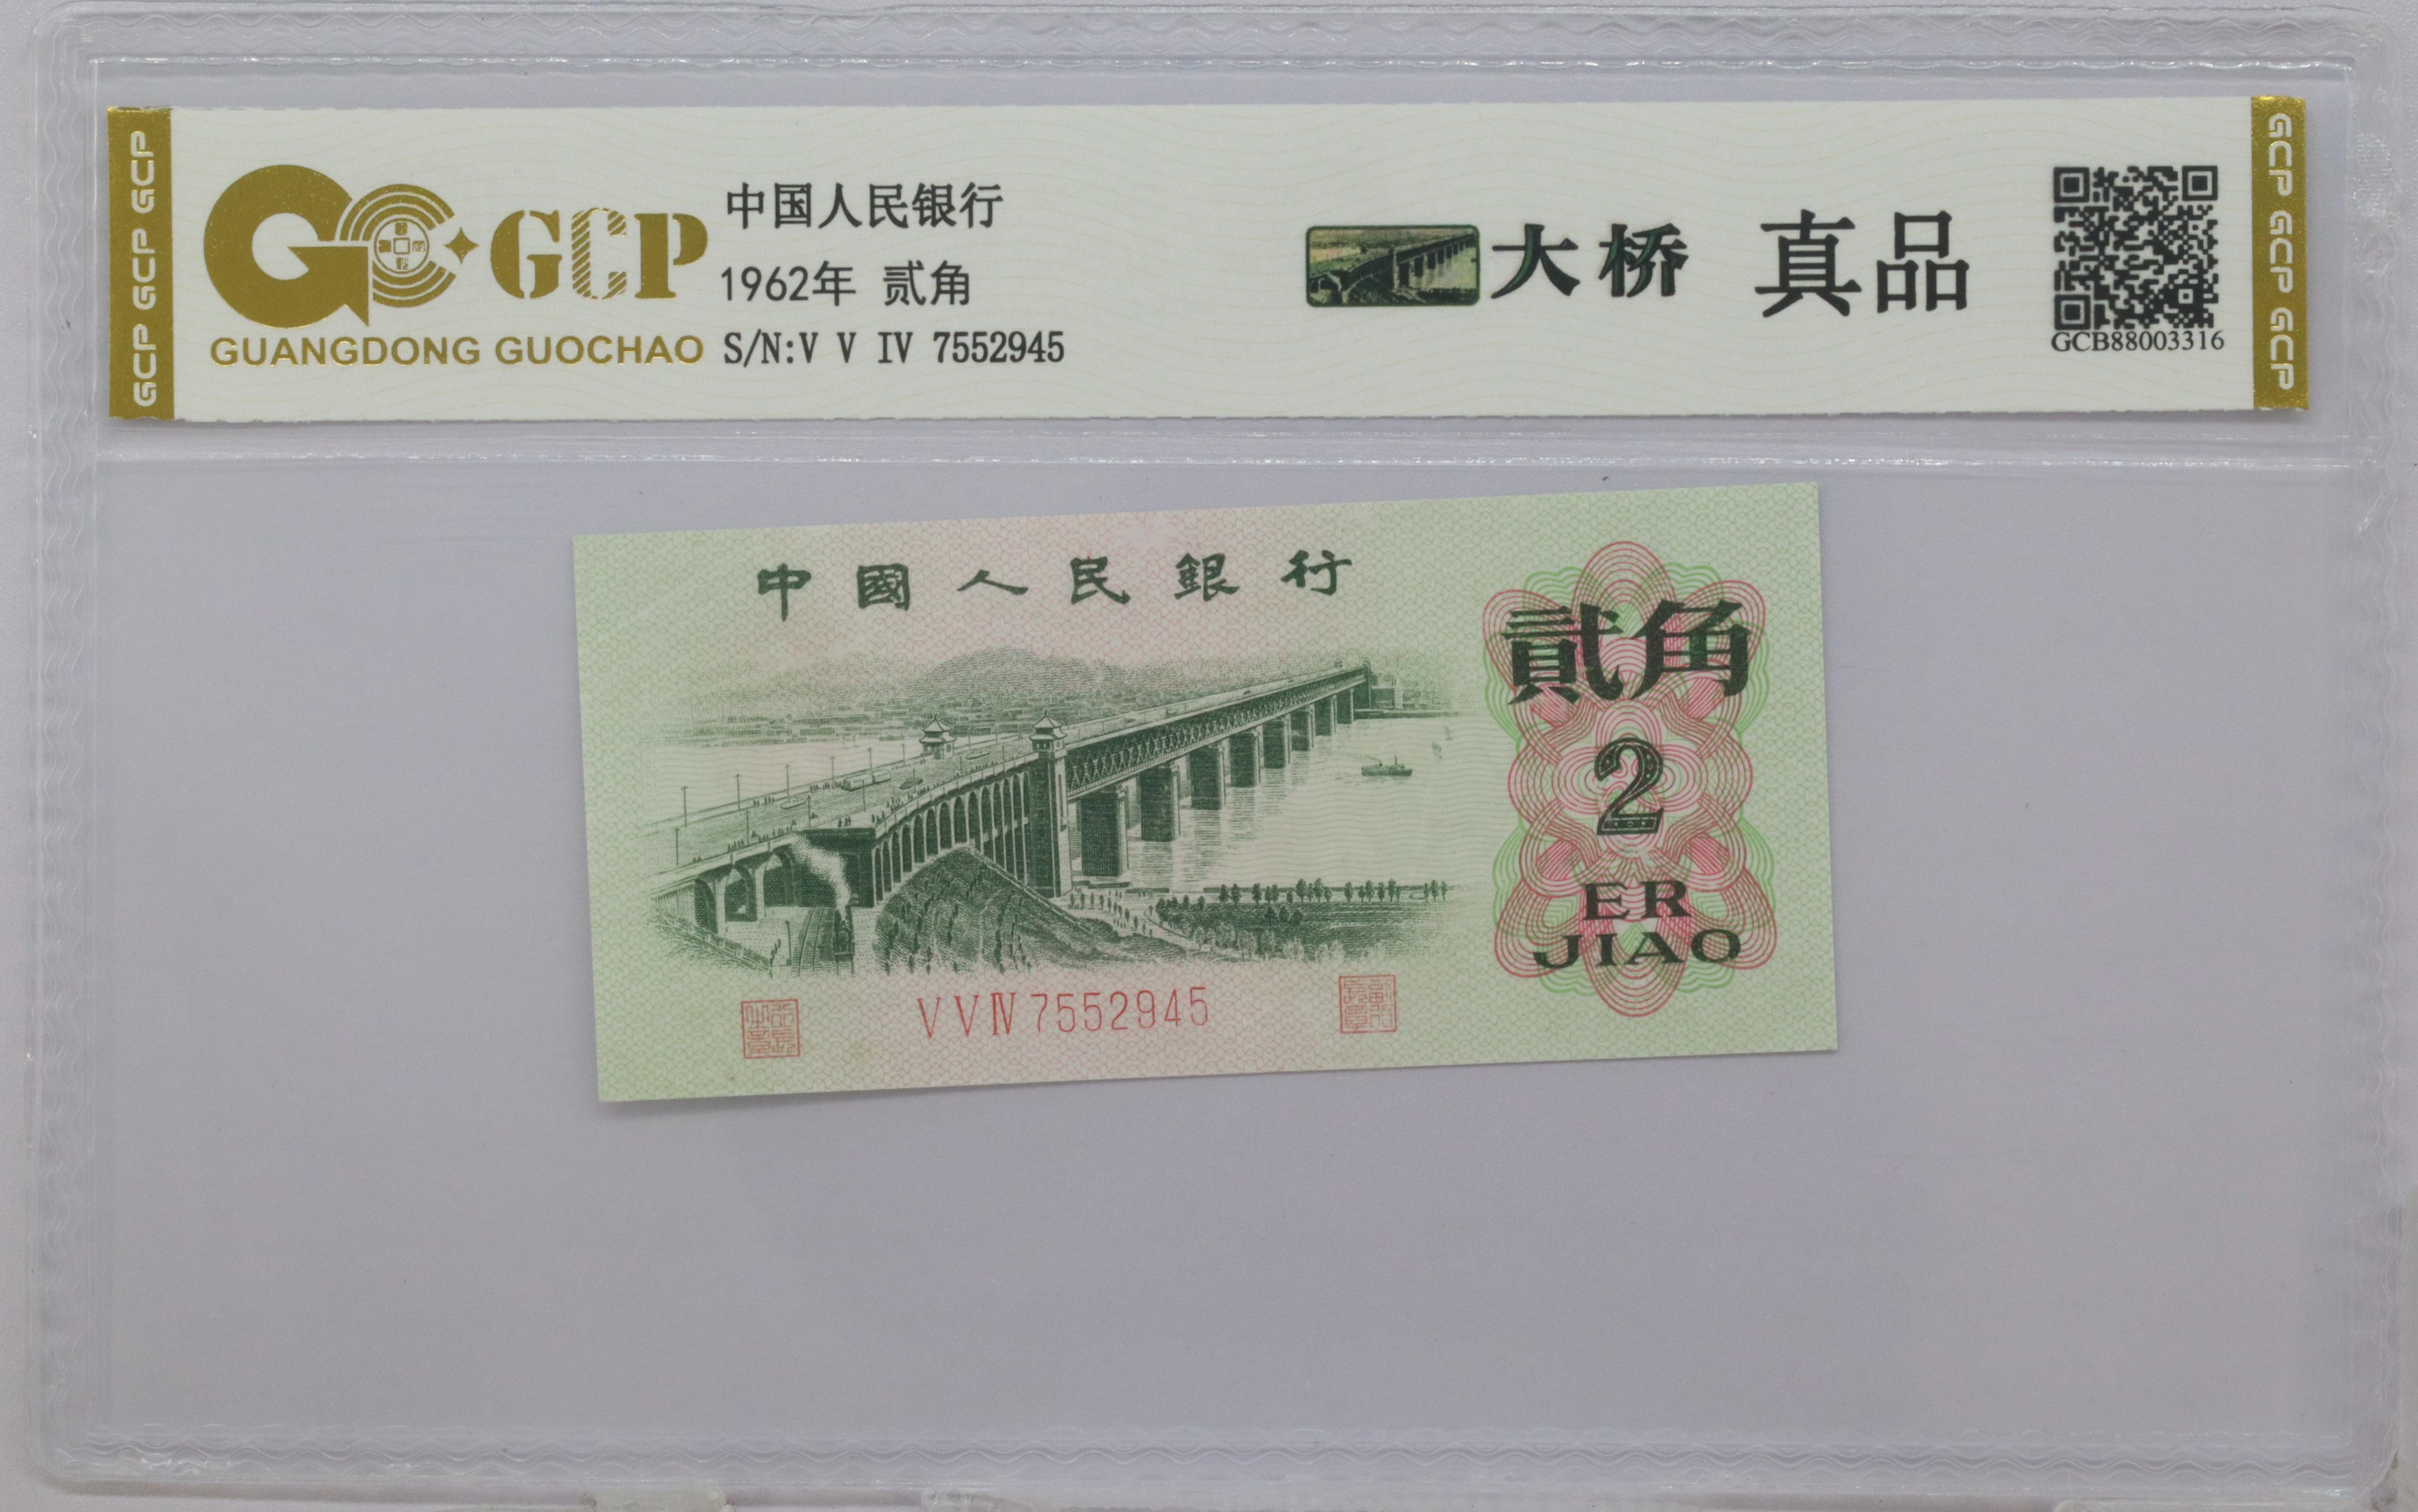 GCP GCP GCP
GCP
中国人民银行
1962年 贰角
GUANGDONG GUOCHAO
S/N:V V IV 7552945
大桥 真品
GCB88003316
GCP GCP GCP
中國人民銀行
貳角
2
ER
JIAO
V V IV 7552945